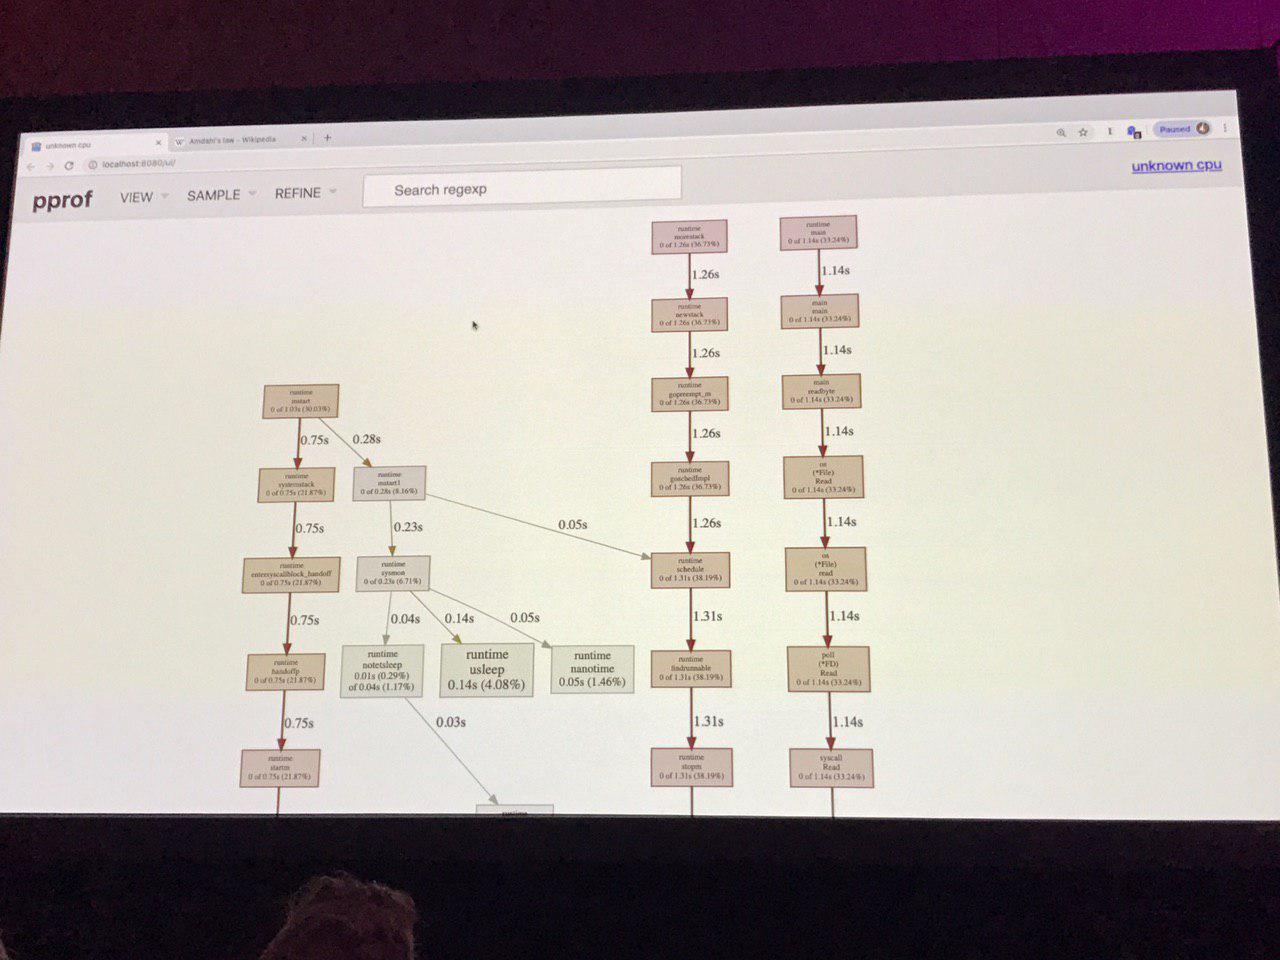 unknown cpu
Amdahl's law - Wikipedia
Paused
localhost:8080/ui/
pprof
VIEW
SAMPLE
REFINE
Search regexp
unknown cpu
runtime
morestack
0 of 1.26s (36.73%)
runtime
main
0 of 1.14s (33.24%)
1.26s
1.14s
runtime
newstack
0 of 1.26s (36.73%)
main
main
0 of 1.14s (33.24%)
1.26s
1.14s
runtime
mstart
0 of 1.03s (30.03%)
runtime
gopreempt_m
0 of 1.26s (36.73%)
main
readbyte
0 of 1.14s (33.24%)
0.75s
0.28s
1.26s
1.14s
runtime
systemstack
0 of 0.75s (21.87%)
runtime
mstart1
0 of 0.28s (8.16%)
runtime
goschedImpl
0 of 1.26s (36.73%)
os
(*File)
Read
0 of 1.14s (33.24%)
0.75s
0.23s
0.05s
1.26s
1.14s
runtime
entersyscallblock_handoff
0 of 0.75s (21.87%)
runtime
sysmon
0 of 0.23s (6.71%)
runtime
schedule
0 of 1.31s (38.19%)
os
(*File)
read
0 of 1.14s (33.24%)
0.75s
0.04s
0.14s
0.05s
1.31s
1.14s
runtime
handoffp
0 of 0.75s (21.87%)
runtime
notetsleep
0.01s (0.29%)
of 0.04s (1.17%)
runtime
usleep
0.14s (4.08%)
runtime
nanotime
0.05s (1.46%)
runtime
findrunnable
0 of 1.31s (38.19%)
poll
(*FD)
Read
0 of 1.14s (33.24%)
0.75s
0.03s
1.31s
1.14s
runtime
startm
0 of 0.75s (21.87%)
runtime
stopm
0 of 1.31s (38.19%)
syscall
Read
0 of 1.14s (33.24%)
runtime